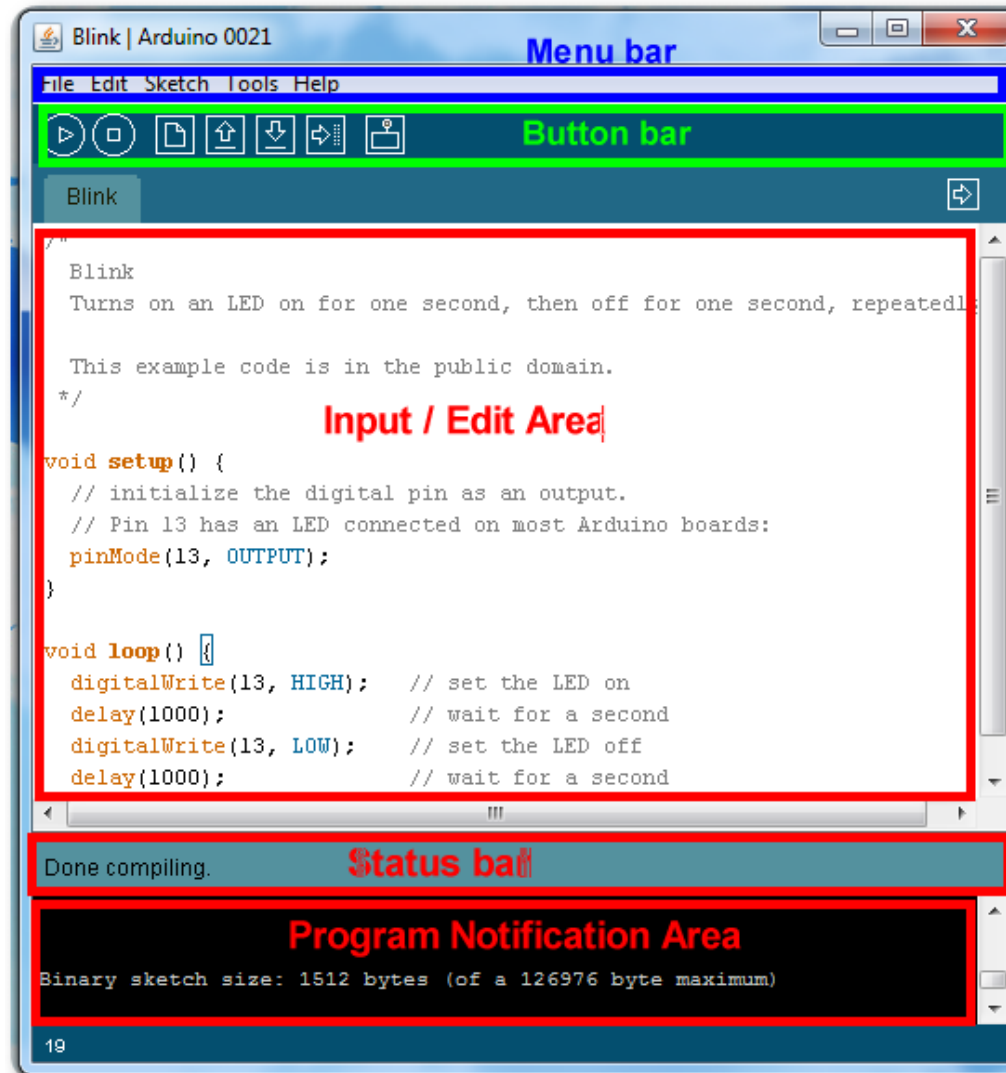 Blink | Arduino 0021
Menu bar
File Edit Sketch Tools Help
Button bar
Blink
/*
Blink
Turns on an LED on for one second, then off for one second, repeatedly
This example code is in the public domain.
*/
Input / Edit Area
void setup() {
// initialize the digital pin as an output.
// Pin 13 has an LED connected on most Arduino boards:
pinMode(13, OUTPUT);
}
void loop() {
digitalWrite(13, HIGH); // set the LED on
delay(1000); // wait for a second
digitalWrite(13, LOW); // set the LED off
delay(1000); // wait for a second
Done compiling. Status bar
Program Notification Area
Binary sketch size: 1512 bytes (of a 126976 byte maximum)
19